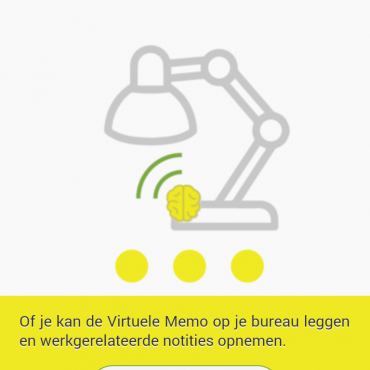 Of je kan de Virtuele Memo op je bureau leggen
en werkgerelateerde notities opnemen.